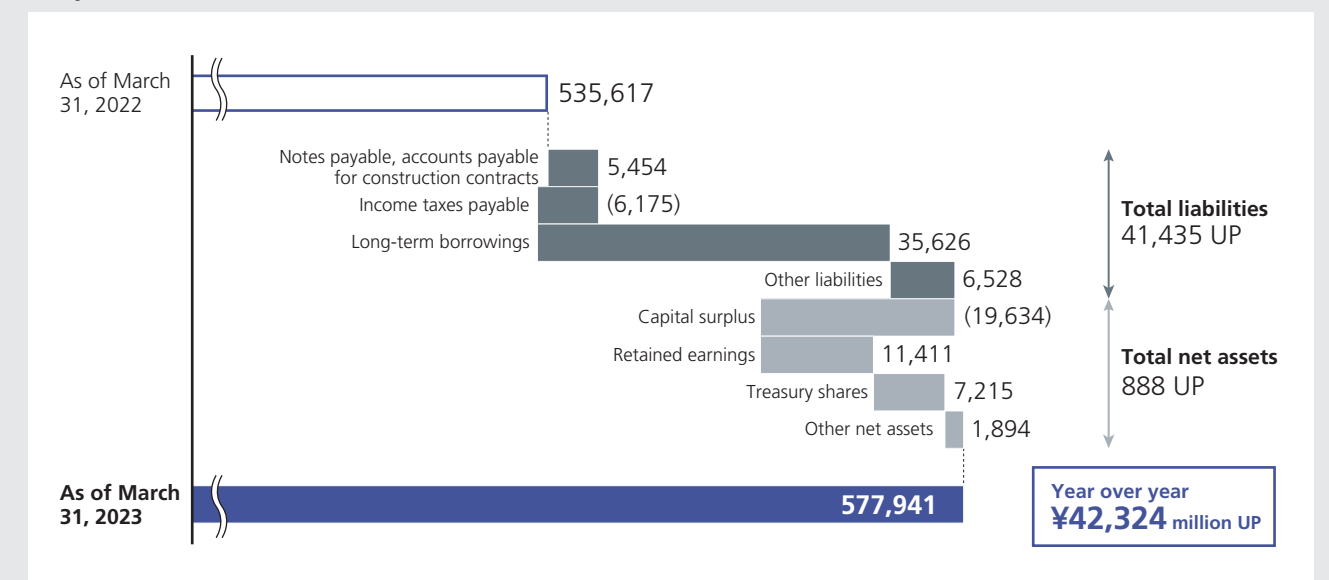 As of March
31, 2022
535,617
Notes payable, accounts payable
for construction contracts
5,454
Income taxes payable
(6,175)
Long-term borrowings
35,626
Other liabilities
6,528
Capital surplus
(19,634)
Retained earnings
11,411
Treasury shares
7,215
Other net assets
1,894
Total liabilities
41,435 UP
Total net assets
888 UP
As of March
31, 2023
577,941
Year over year
¥42,324 million UP